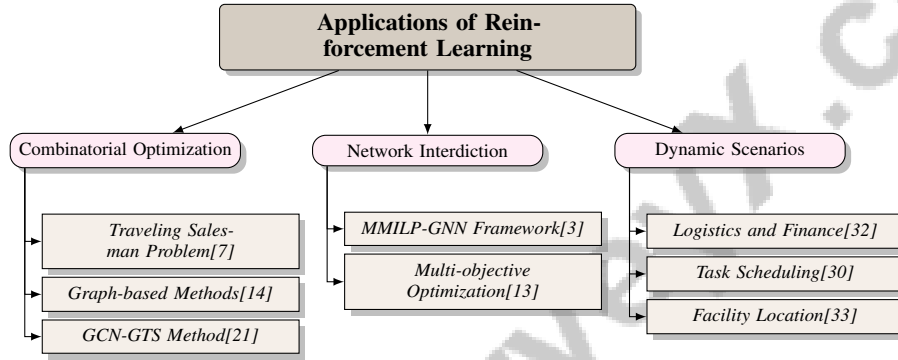 Applications of Rein-
forcement Learning
Combinatorial Optimization
Network Interdiction
Dynamic Scenarios
Traveling Sales-
man Problem[7]
Graph-based Methods[14]
GCN-GTS Method[21]
MMILP-GNN Framework[3]
Multi-objective
Optimization[13]
Logistics and Finance[32]
Task Scheduling[30]
Facility Location[33]